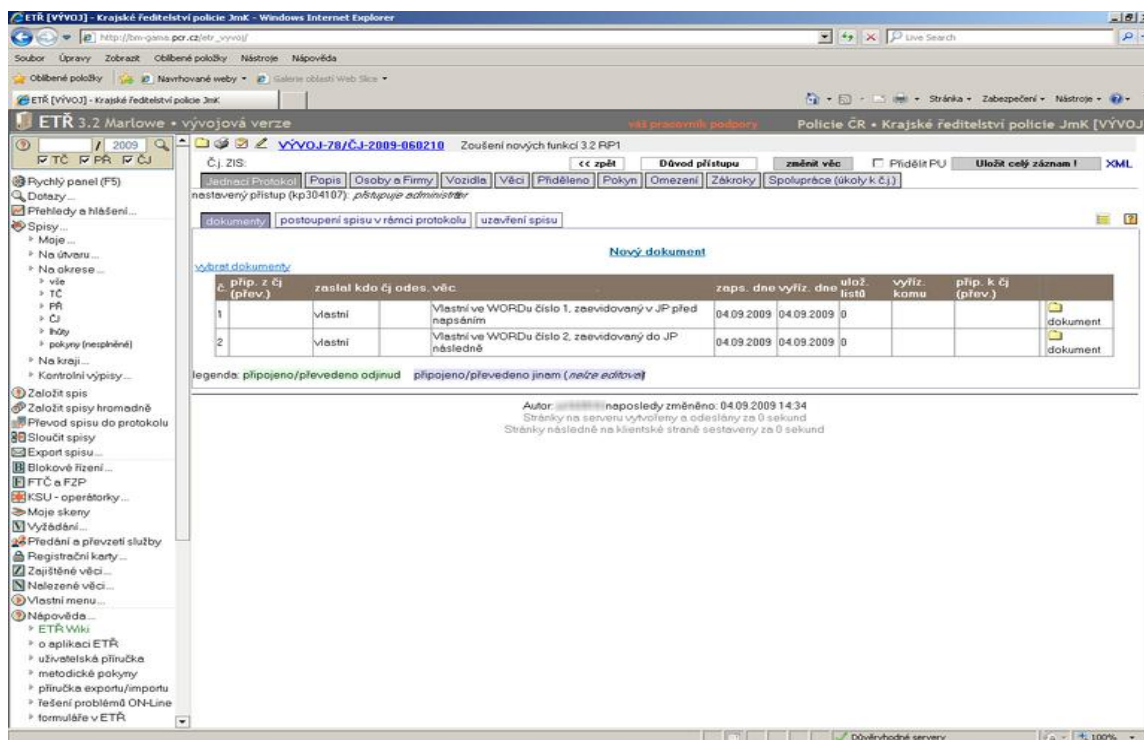 ETŘ [VÝVOJ] - Krajské ředitelství policie JmK - Windows Internet Explorer
http://bm-gama.pcr.cz/etr_vyvoj/
Live Search
Soubor Úpravy Zobrazit Oblíbené položky Nástroje Nápověda
Oblíbené položky Navrhované weby Galerie oblastí Web Slice
ETŘ [VÝVOJ] - Krajské ředitelství policie JmK
Stránka Zabezpečení Nástroje
ETŘ 3.2 Marlowe • vývojová verze váš pracovník podpory Policie ČR • Krajské ředitelství policie JmK [VÝVOJ
/ 2009
TČ PŘ ČJ
VÝVOJ-78/ČJ-2009-060210 Zoušení nových funkcí 3.2 RP1
Č.j. ZIS: << zpět Důvod přístupu změnit věc Přidělit PU Uložit celý záznam ! XML
Jednací Protokol Popis Osoby a Firmy Vozidla Věci Přiděleno Pokyn Omezení Zákroky Spolupráce (úkoly k č.j.)
nastavený přístup (kp304107): přistupuje administrátor
dokumenty postoupení spisu v rámci protokolu uzavření spisu
Nový dokument
vybrat dokumenty
č. přip. z čj (přev.) zaslal kdo čj odes. věc zaps. dne vyříz. dne ulož. listů vyříz. komu přip. k čj (přev.)
1 vlastní Vlastní ve WORDu číslo 1, zaevidovaný v JP před napsáním 04.09.2009 04.09.2009 0 dokument
2 vlastní Vlastní ve WORDu číslo 2, zaevidovaný do JP následně 04.09.2009 04.09.2009 0 dokument
legenda: připojeno/převedeno odjinud připojeno/převedeno jinam (nelze editovat)
Autor: naposledy změněno: 04.09.2009 14:34
Stránky na serveru vytvořeny a odeslány za 0 sekund
Stránky následně na klientské straně sestaveny za 0 sekund
Rychlý panel (F5)
Dotazy...
Přehledy a hlášení...
Spisy...
Moje...
Na útvaru...
Na okrese...
vše
TČ
PŘ
ČJ
lhůty
pokyny (nesplněné)
Na kraji...
Kontrolní výpisy...
Založit spis
Založit spisy hromadně
Převod spisu do protokolu
Sloučit spisy
Export spisu...
Blokové řízení...
FTČ a FZP
KSU - operátorky...
Moje skeny
Vyžádání...
Předání a převzetí služby
Registrační karty...
Zajištěné věci...
Nalezené věci...
Vlastní menu...
Nápověda...
ETŘ Wiki
o aplikaci ETŘ
uživatelská příručka
metodické pokyny
příručka exportu/importu
řešení problémů ON-Line
formuláře v ETŘ
Důvěryhodné servery 100%